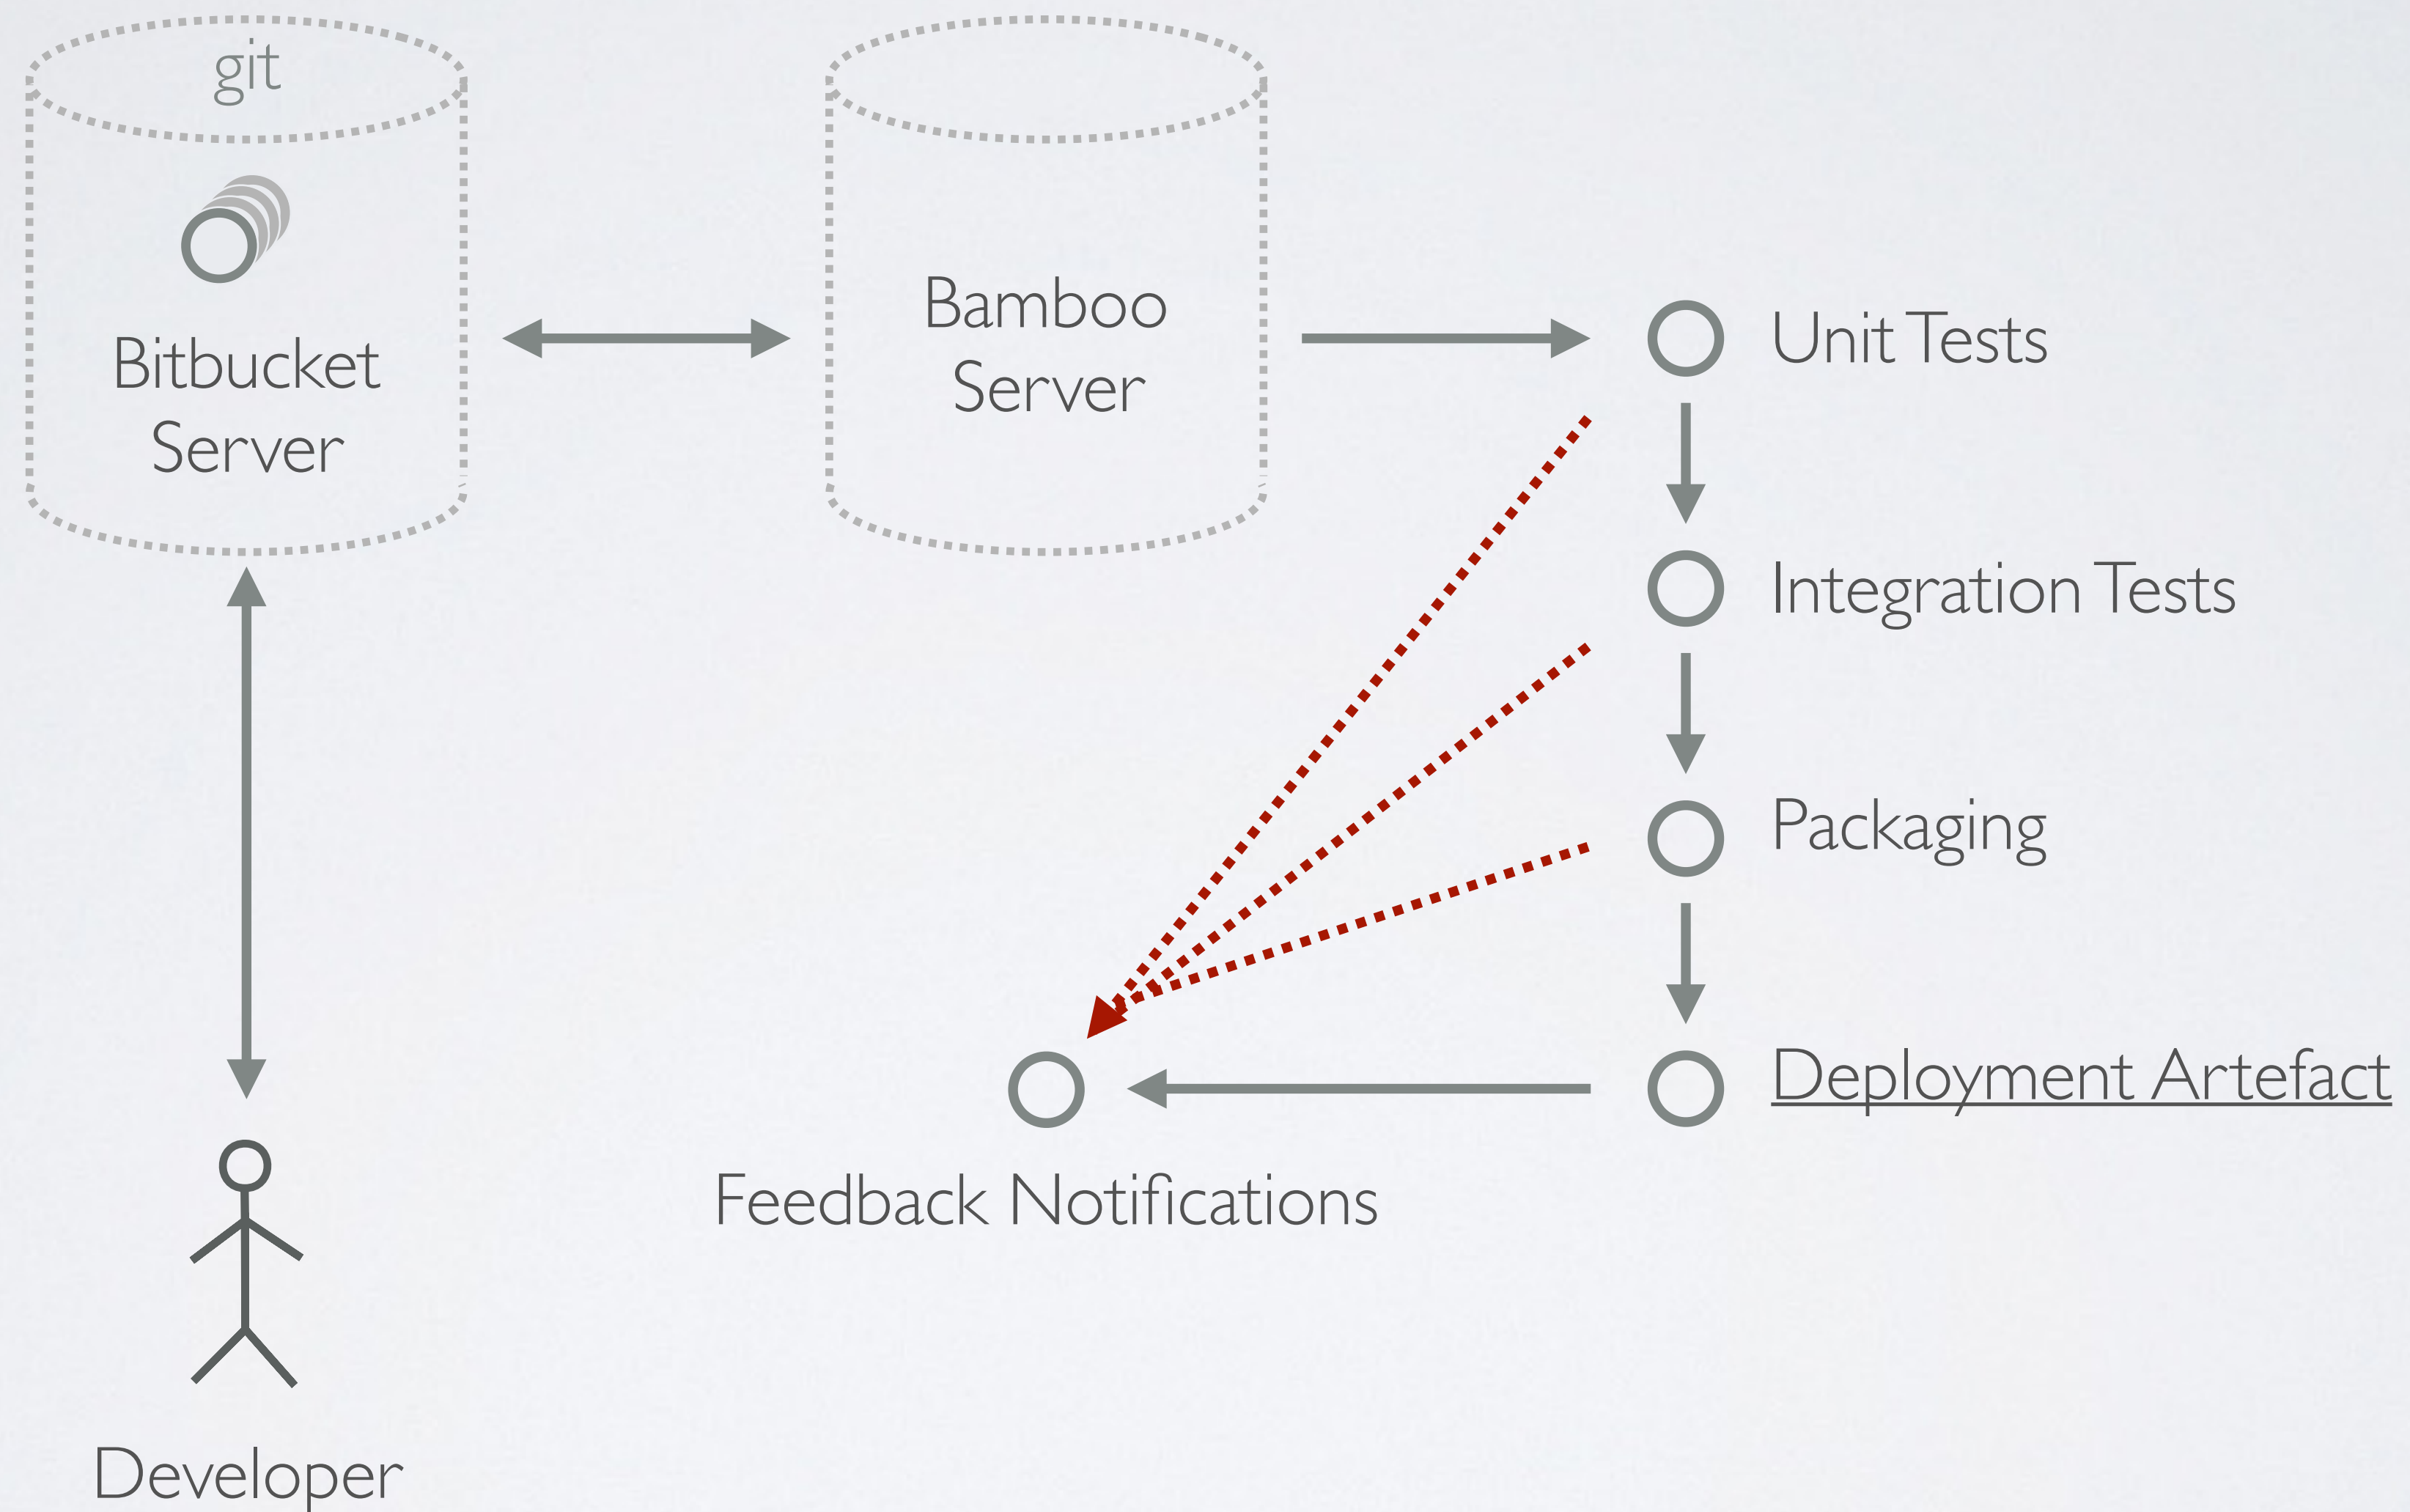 git
Bitbucket
Server
Bamboo
Server
Unit Tests
Integration Tests
Packaging
Deployment Artefact
Feedback Notifications
Developer